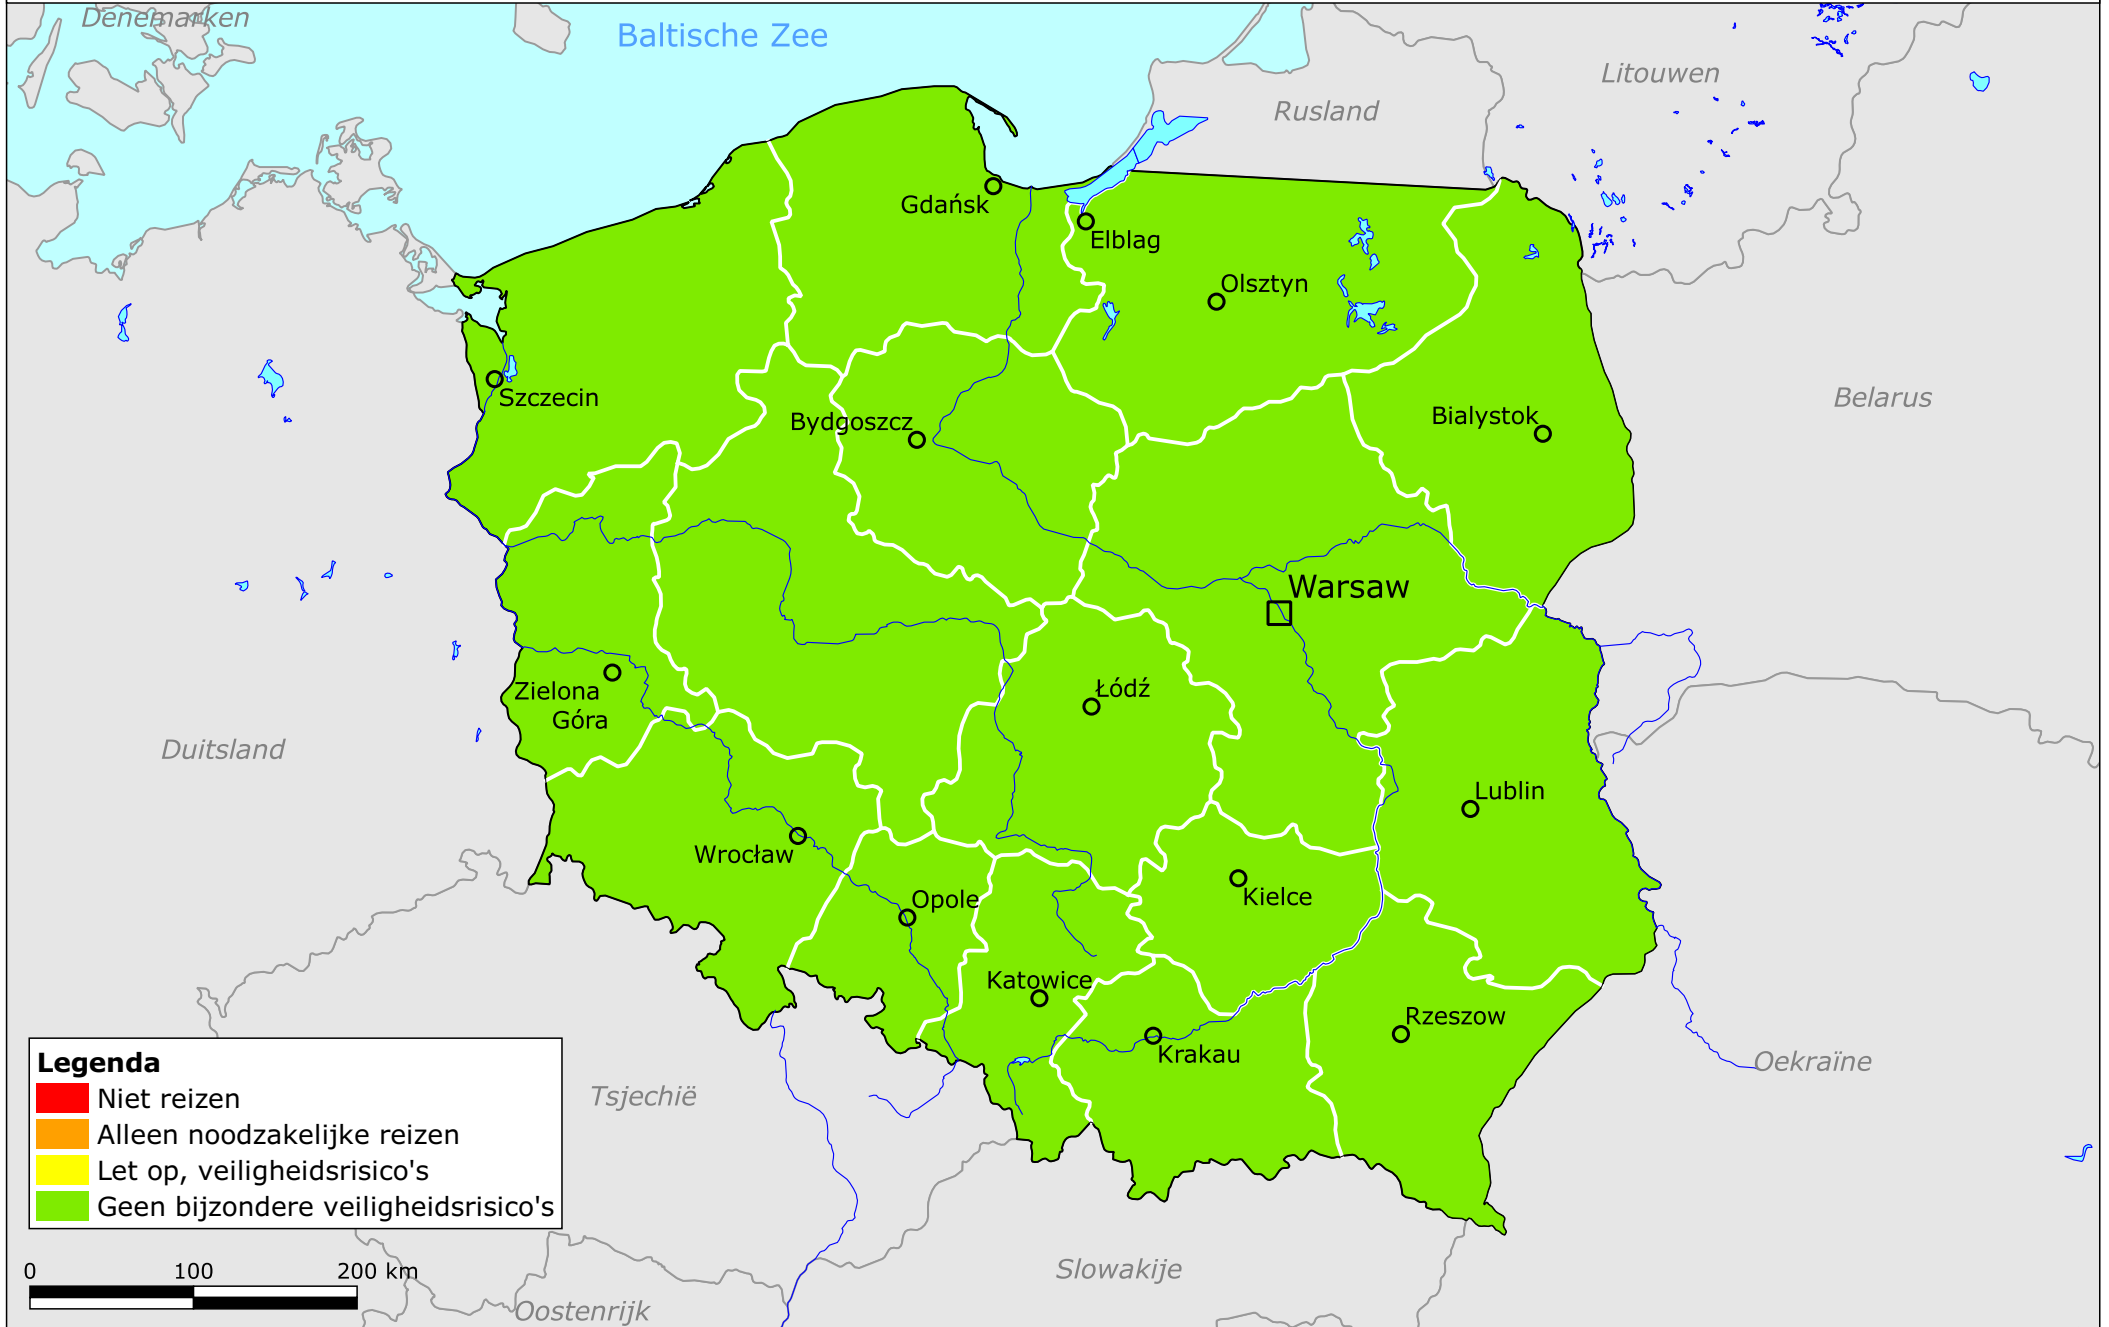 Denemarken
Baltische Zee
Litouwen
Rusland
Gdańsk
Elblag
Olsztyn
Szczecin
Belarus
Bydgoszcz
Bialystok
Warsaw
Zielona
Góra
Łódź
Duitsland
Lublin
Wrocław
Opole
Kielce
Katowice
Rzeszow
Krakau
Oekraïne
Tsjechië
Legenda
Niet reizen
Alleen noodzakelijke reizen
Let op, veiligheidsrisico's
Geen bijzondere veiligheidsrisico's
Slowakije
0 100 200 km
Oostenrijk